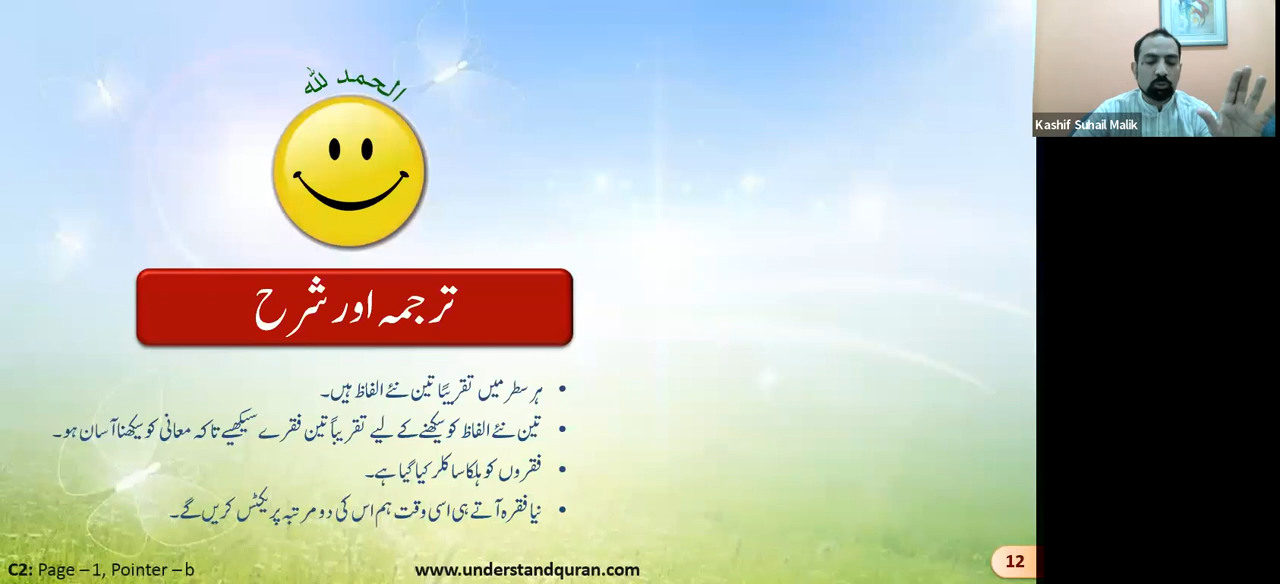 الحمد للہ
Kashif Suhail Malik
ترجمہ اور شرح
• ہر سطر میں تقریبًا تین نئے الفاظ ہیں۔
• تین نئے الفاظ کو سیکھنے کے لیے تقریباً تین فقرے سیکھیے تاکہ معانی کو سیکھنا آسان ہو۔
• فقروں کو ہلکا سا کلر کیا گیا ہے۔
• نیا فقرہ آتے ہی اسی وقت ہم اس کی دو مرتبہ پریکٹس کریں گے۔
12
C2: Page – 1, Pointer – b
www.understandquran.com